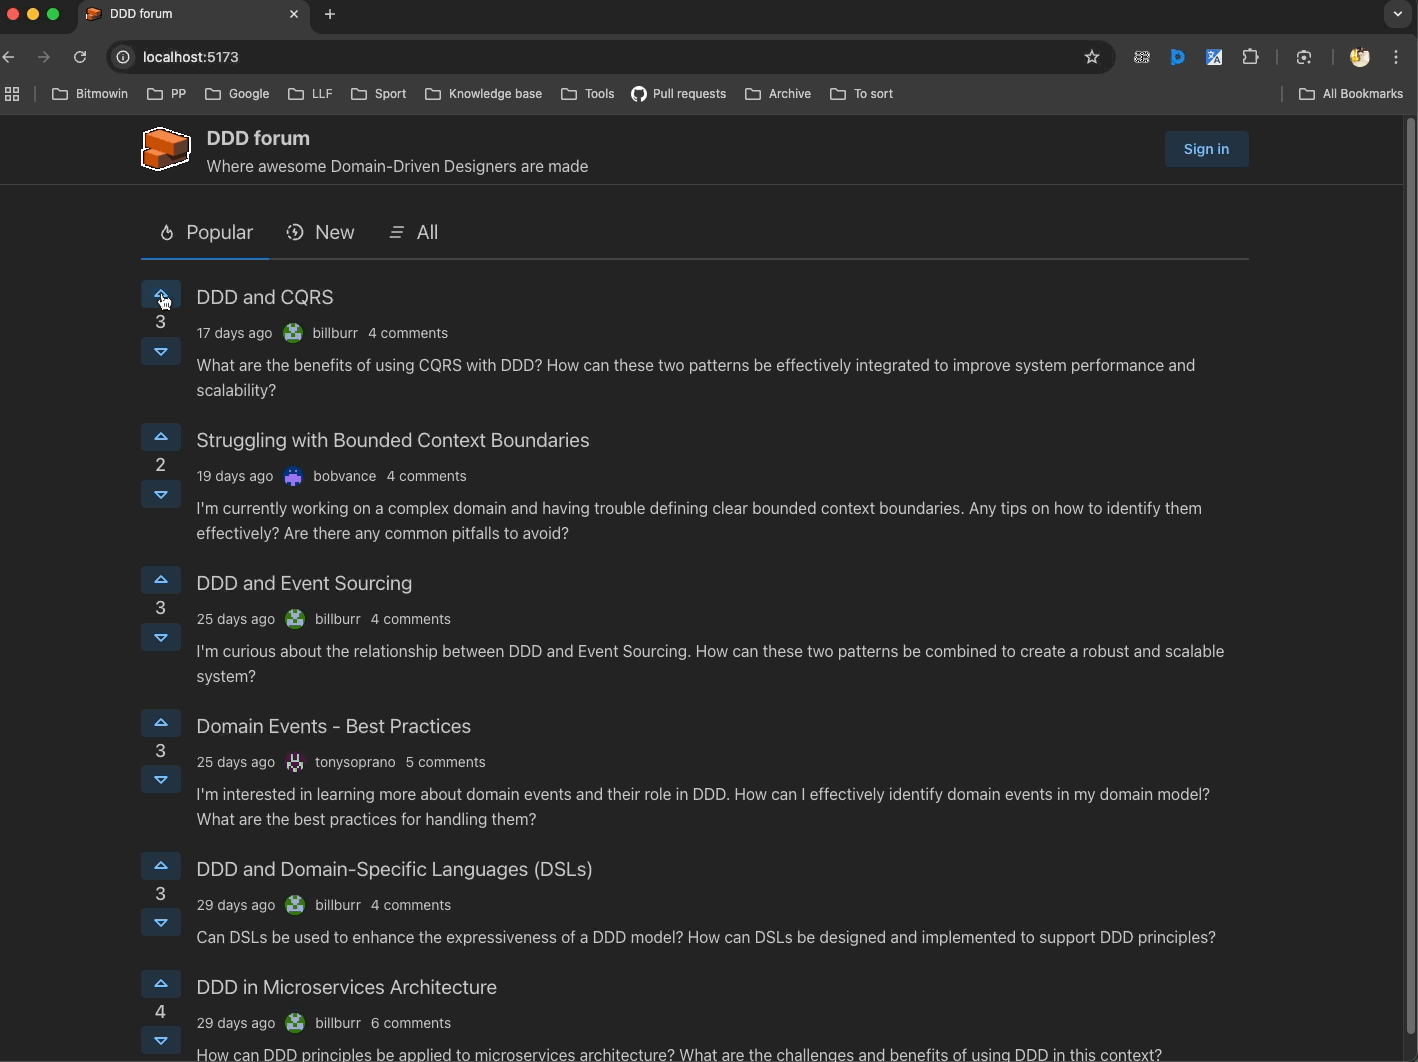 DDD forum
localhost:5173
Bitmowin PP Google LLF Sport Knowledge base Tools Pull requests Archive To sort All Bookmarks
DDD forum
Where awesome Domain-Driven Designers are made
Sign in
Popular New All
DDD and CQRS
3
17 days ago billburr 4 comments
What are the benefits of using CQRS with DDD? How can these two patterns be effectively integrated to improve system performance and
scalability?
Struggling with Bounded Context Boundaries
2
19 days ago bobvance 4 comments
I'm currently working on a complex domain and having trouble defining clear bounded context boundaries. Any tips on how to identify them
effectively? Are there any common pitfalls to avoid?
DDD and Event Sourcing
3
25 days ago billburr 4 comments
I'm curious about the relationship between DDD and Event Sourcing. How can these two patterns be combined to create a robust and scalable
system?
Domain Events - Best Practices
3
25 days ago tonysoprano 5 comments
I'm interested in learning more about domain events and their role in DDD. How can I effectively identify domain events in my domain model?
What are the best practices for handling them?
DDD and Domain-Specific Languages (DSLs)
3
29 days ago billburr 4 comments
Can DSLs be used to enhance the expressiveness of a DDD model? How can DSLs be designed and implemented to support DDD principles?
DDD in Microservices Architecture
4
29 days ago billburr 6 comments
How can DDD principles be applied to microservices architecture? What are the challenges and benefits of using DDD in this context?